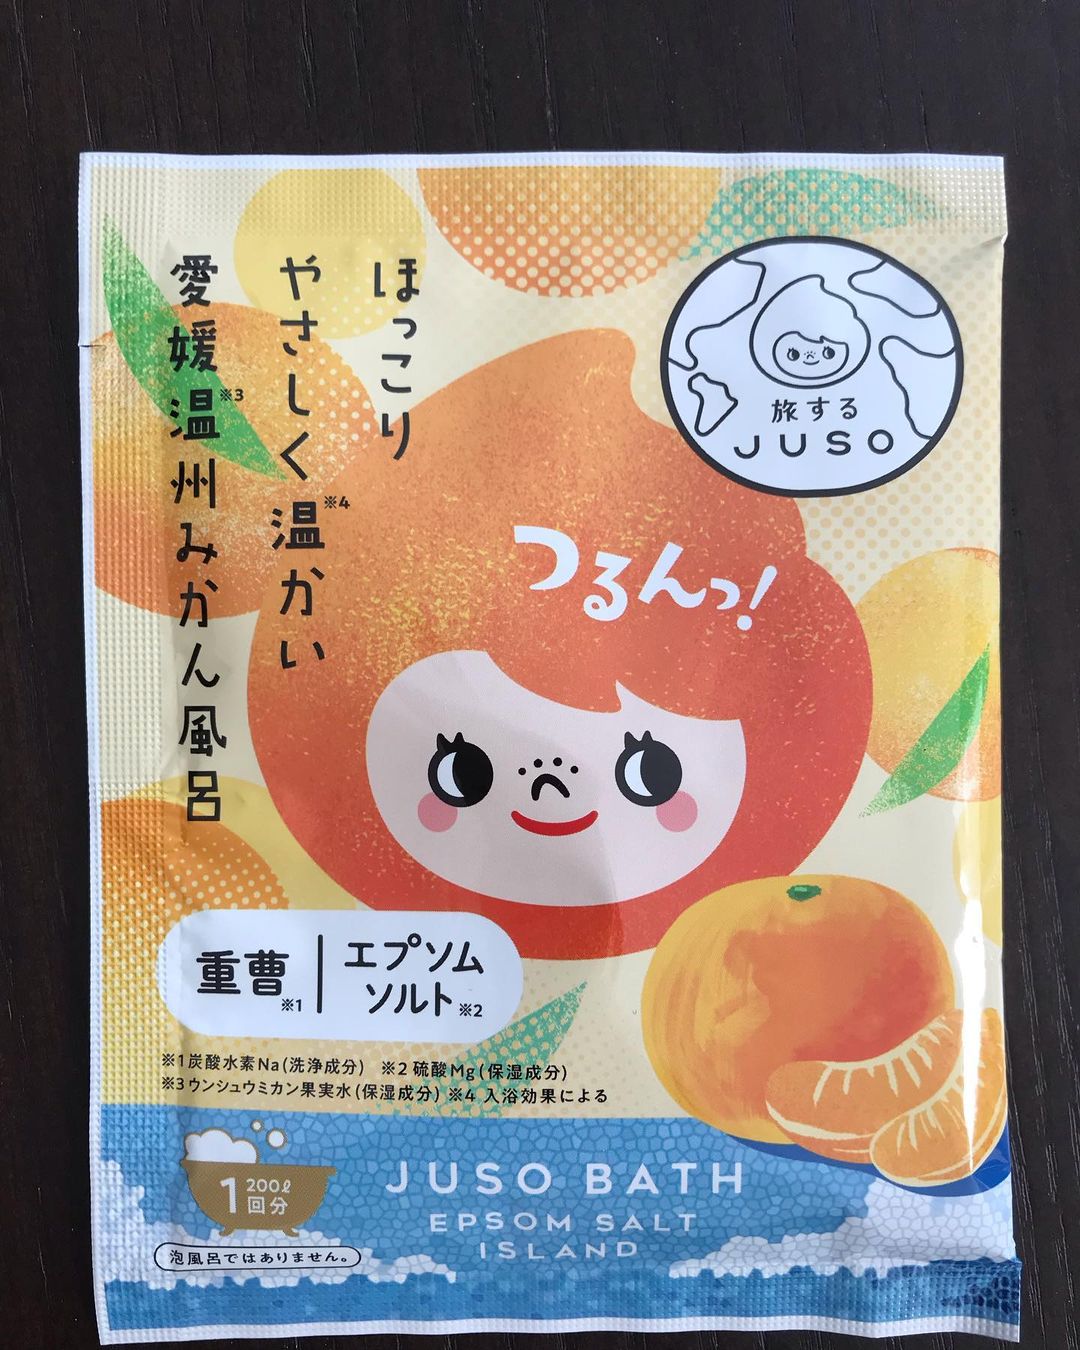 ほっこり
やさしく温かい※4
愛媛温州みかん風呂※3
旅する
JUSO
つるんっ!
重曹※1
エプソム
ソルト※2
※1炭酸水素Na(洗浄成分) ※2 硫酸Mg(保湿成分)
※3ウンシュウミカン果実水(保湿成分) ※4 入浴効果による
1回分
200ℓ
泡風呂ではありません。
JUSO BATH
EPSOM SALT
ISLAND